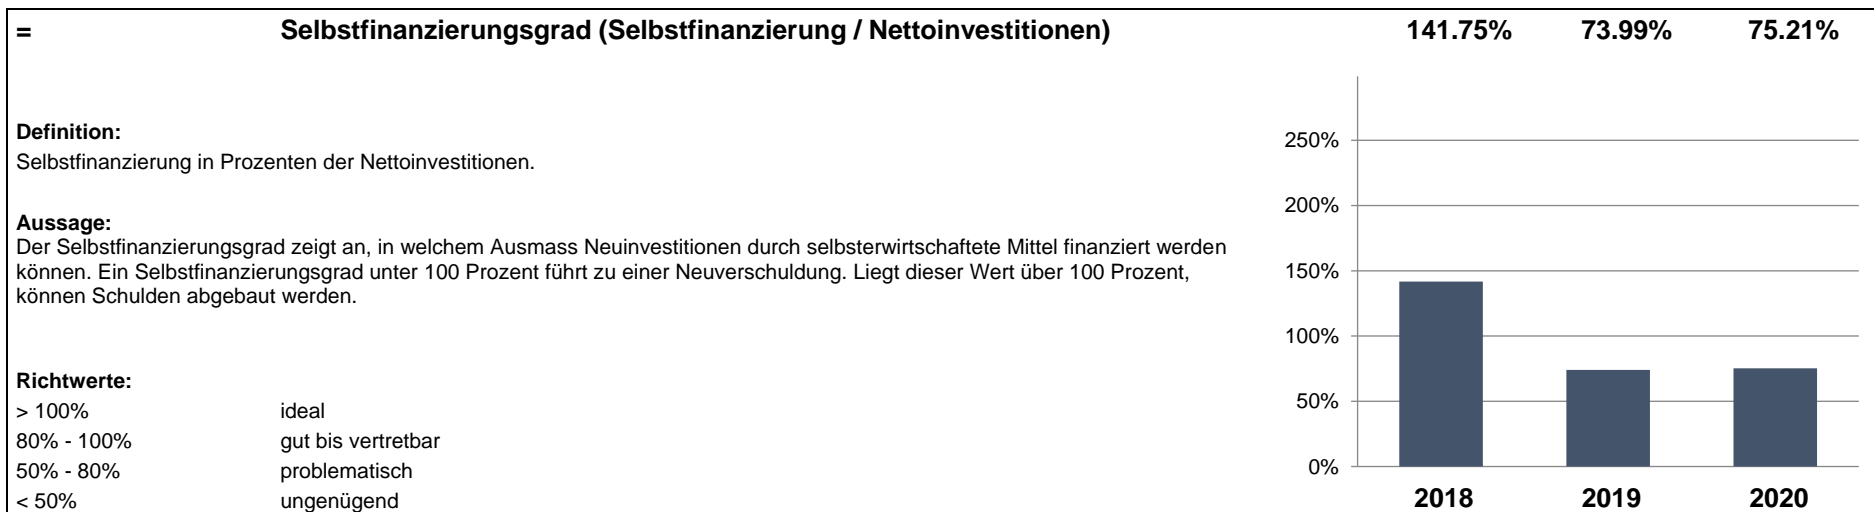 = Selbstfinanzierungsgrad (Selbstfinanzierung / Nettoinvestitionen) 141.75% 73.99% 75.21%
Definition:
Selbstfinanzierung in Prozenten der Nettoinvestitionen.
Aussage:
Der Selbstfinanzierungsgrad zeigt an, in welchem Ausmass Neuinvestitionen durch selbsterwirtschaftete Mittel finanziert werden
können. Ein Selbstfinanzierungsgrad unter 100 Prozent führt zu einer Neuverschuldung. Liegt dieser Wert über 100 Prozent,
können Schulden abgebaut werden.
Richtwerte:
> 100% ideal
80% - 100% gut bis vertretbar
50% - 80% problematisch
< 50% ungenügend
250%
200%
150%
100%
50%
0%
2018 2019 2020